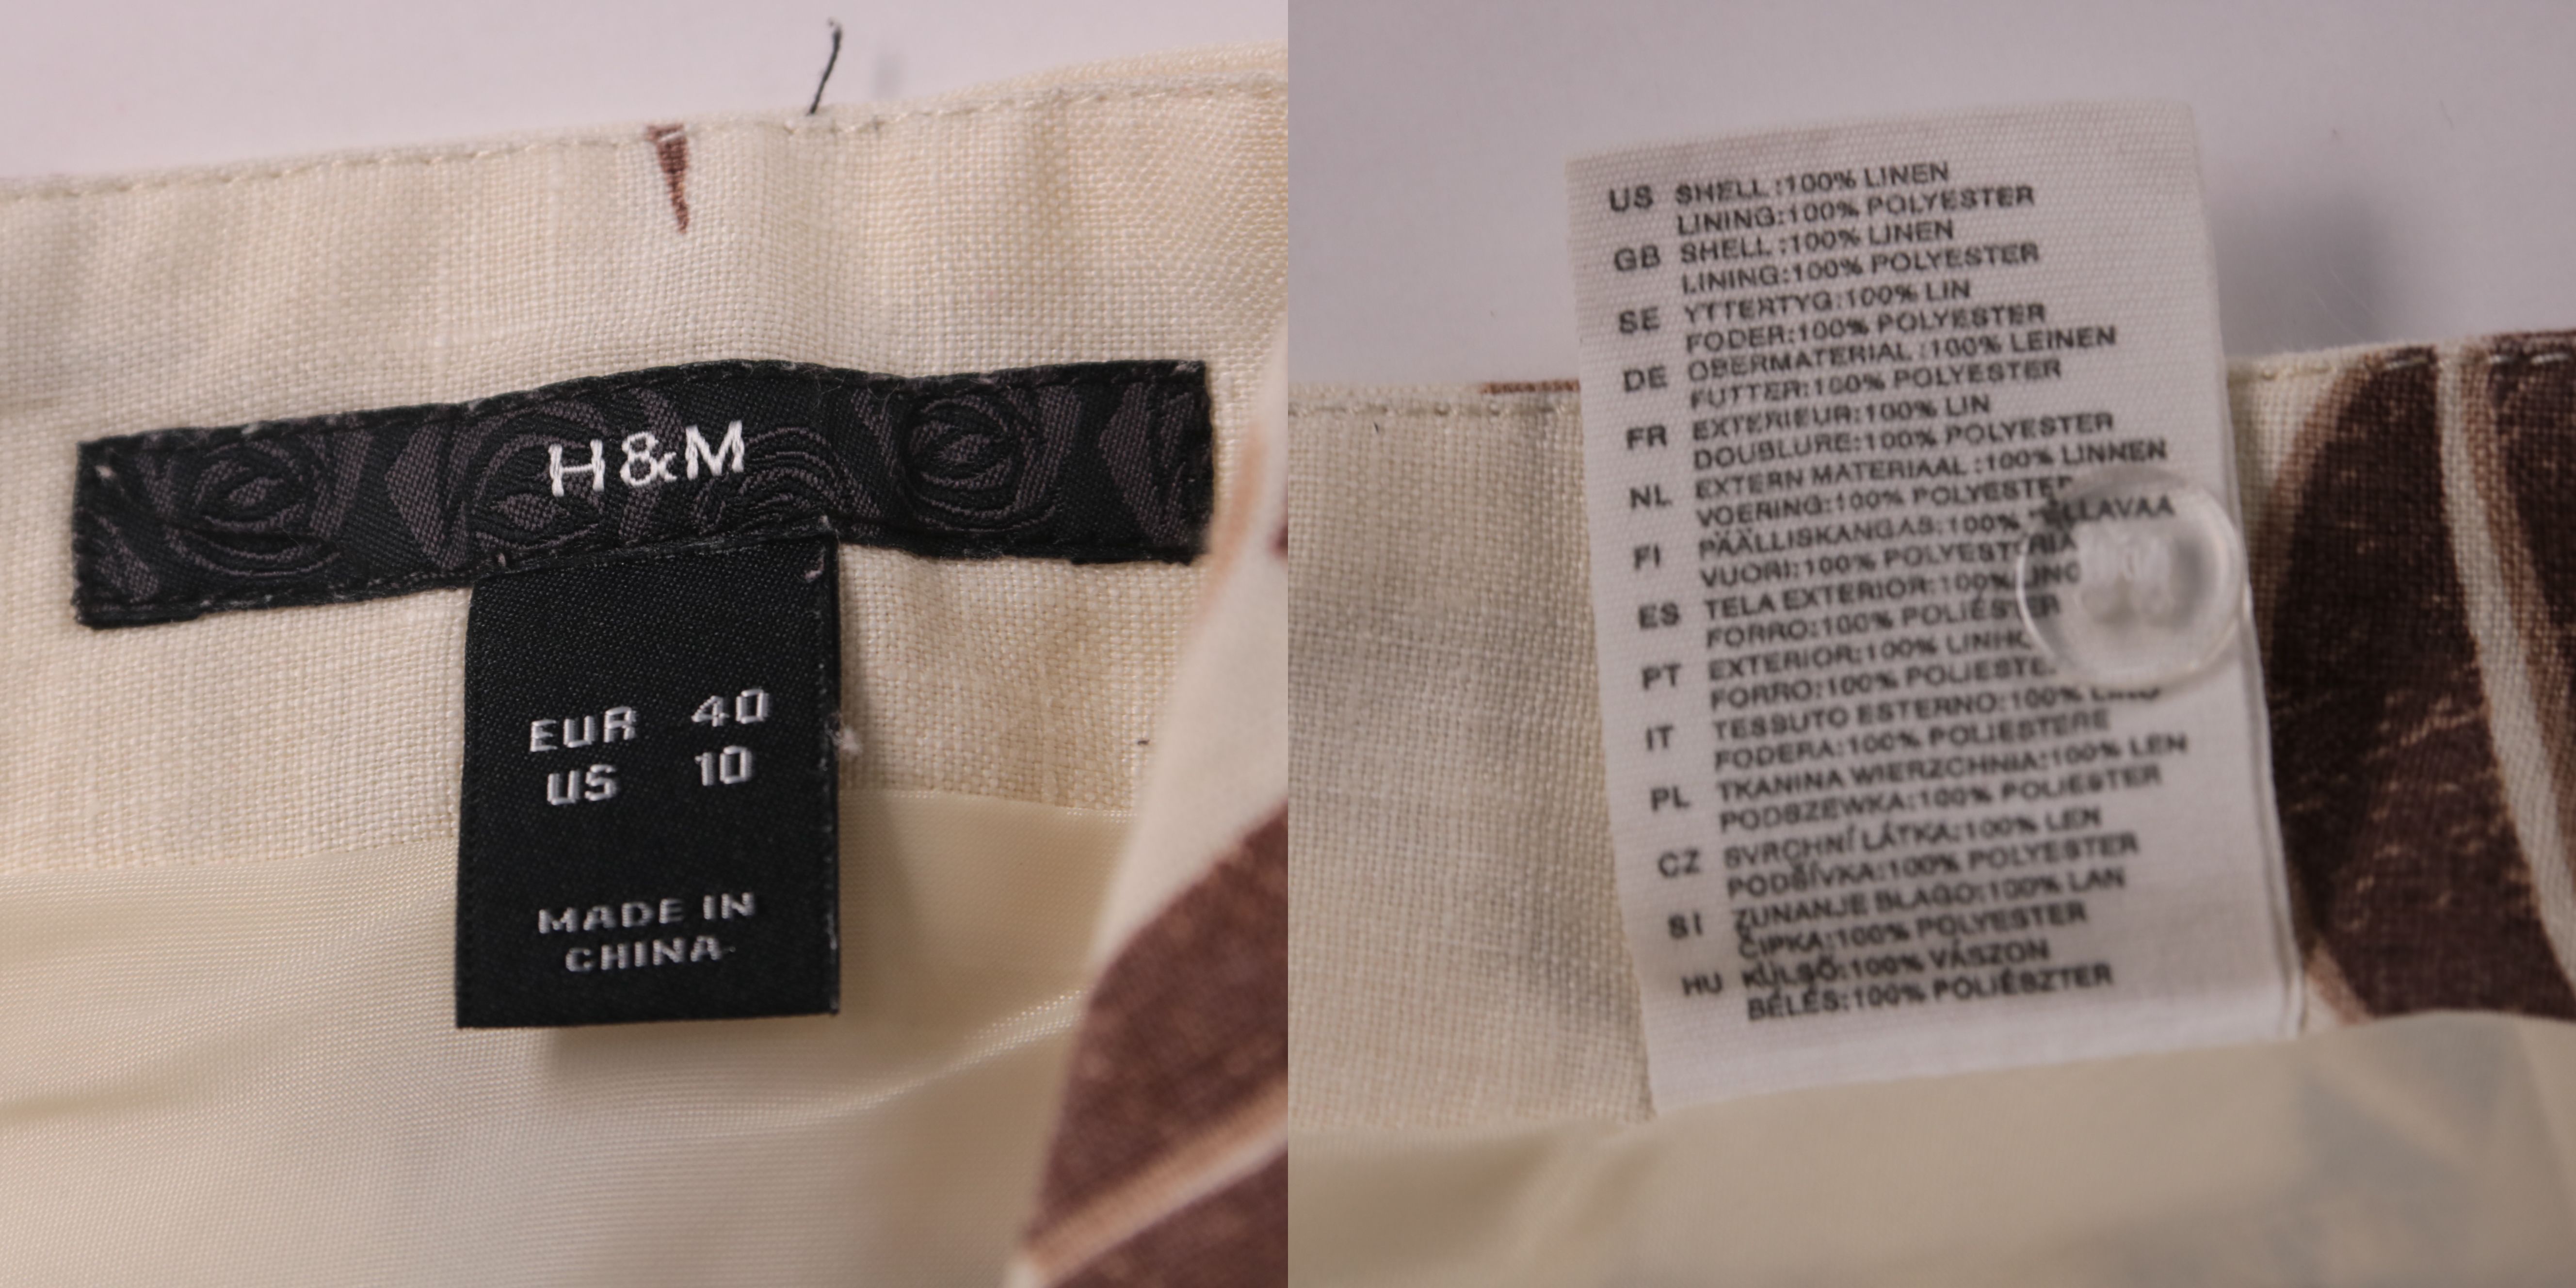 H&M
EUR 40
US 10
MADE IN
CHINA
US SHELL:100% LINEN
LINING:100% POLYESTER
GB SHELL:100% LINEN
LINING:100% POLYESTER
SE YTTERTYG:100% LIN
FODER:100% POLYESTER
DE OBERMATERIAL:100% LEINEN
FUTTER:100% POLYESTER
FR EXTERIEUR:100% LIN
DOUBLURE:100% POLYESTER
NL EXTERN MATERIAAL:100% LINNEN
VOERING:100% POLYESTER
FI PÄÄLLISKANGAS:100%
VUORI:100%
ES TELA EXTERIOR:100%
FORRO:100% POLIÉSTER
PT EXTERIOR:100% LINHO
FORRO:100%
IT TESSUTO ESTERNO:100% LINO
FODERA:100% POLIESTERE
PL TKANINA WIERZCHNIA:100% LEN
PODSZEWKA:100% POLIESTER
CZ SVRCHNÍ LÁTKA:100% LEN
PODŠÍVKA:100% POLYESTER
SI ZUNANJE BLAGO:100% LAN
ČIPKA:100% POLYESTER
HU KÜLSŐ:100% VÁSZON
BÉLÉS:100% POLIÉSZTER